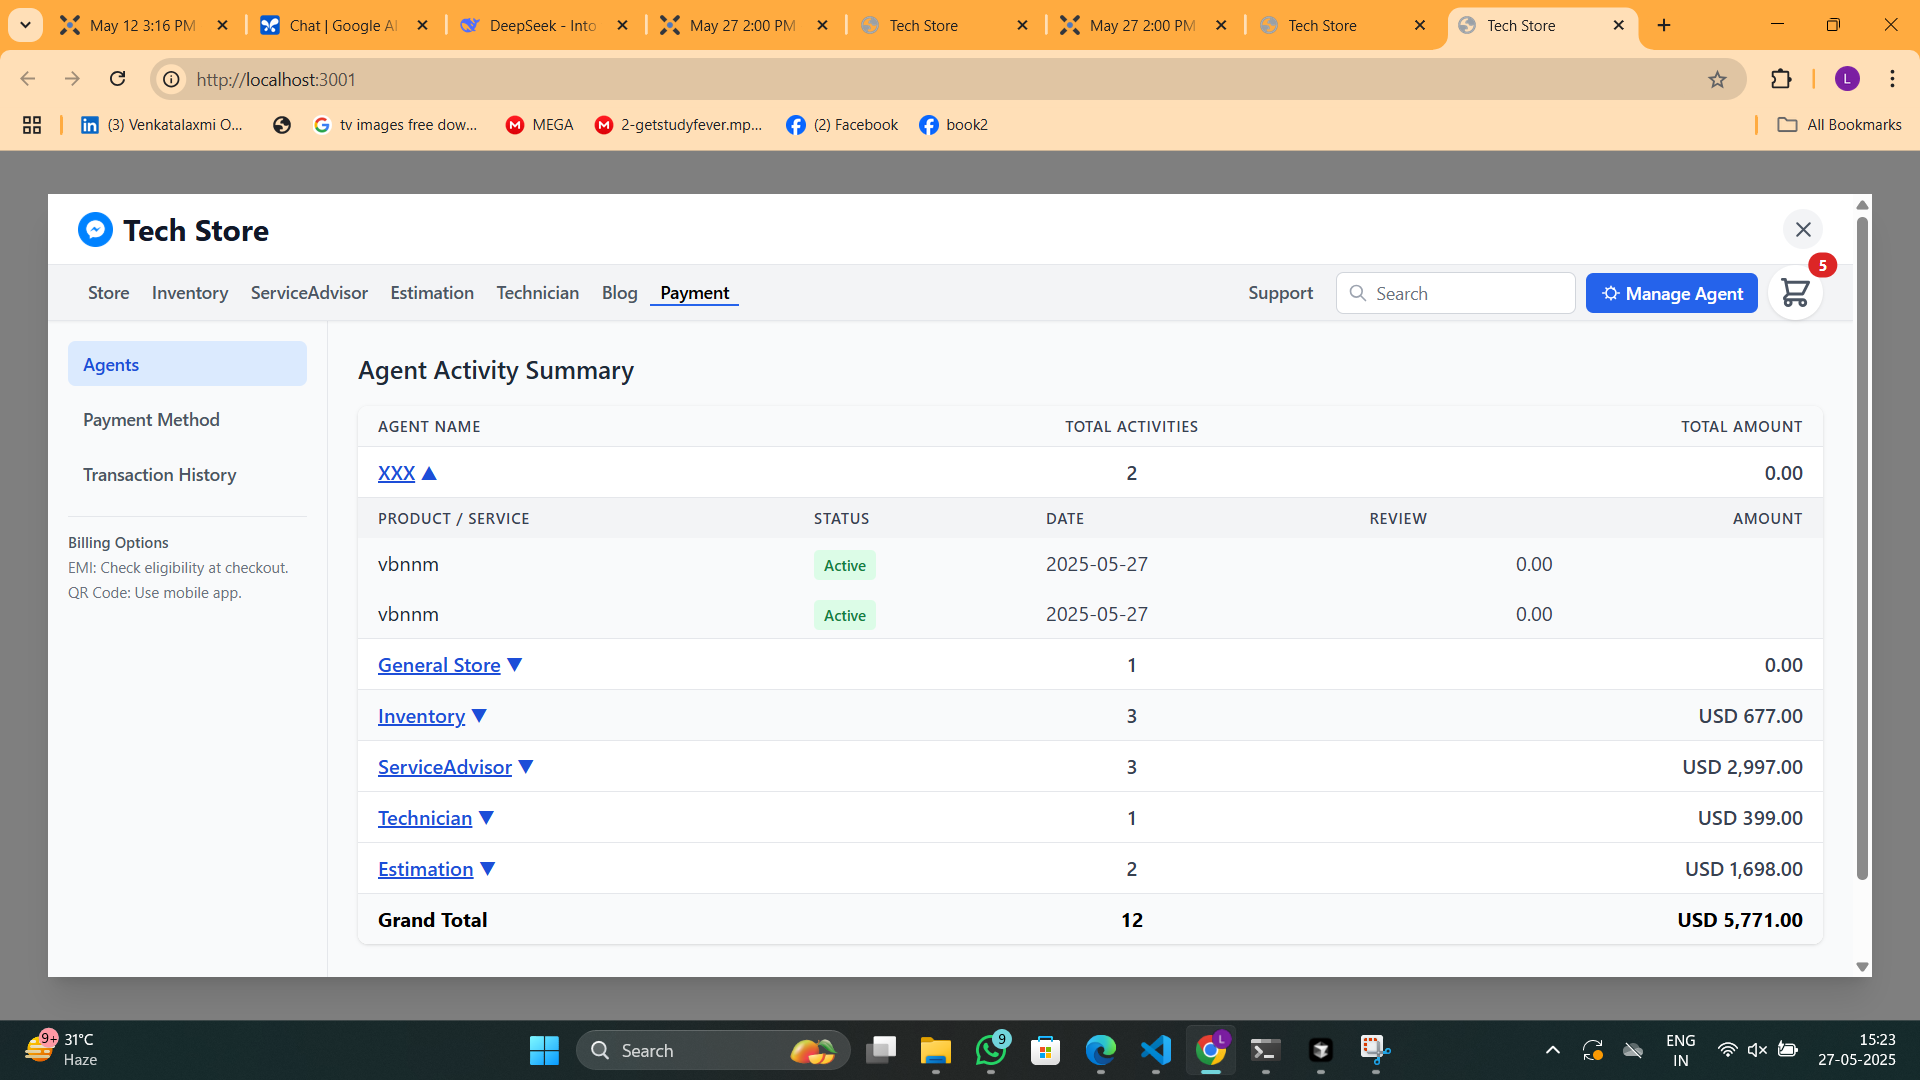 May 12 3:16 PM
Chat | Google AI
DeepSeek - Into
May 27 2:00 PM
Tech Store
May 27 2:00 PM
Tech Store
Tech Store
http://localhost:3001
L
(3) Venkatalaxmi O...
tv images free dow...
MEGA
2-getstudyfever.mp...
(2) Facebook
book2
All Bookmarks
Tech Store
Store Inventory ServiceAdvisor Estimation Technician Blog Payment Support Search Manage Agent 5
Agents
Payment Method
Transaction History
Billing Options
EMI: Check eligibility at checkout.
QR Code: Use mobile app.
Agent Activity Summary
AGENT NAME TOTAL ACTIVITIES TOTAL AMOUNT
XXX ▲ 2 0.00
PRODUCT / SERVICE STATUS DATE REVIEW AMOUNT
vbnnm Active 2025-05-27 0.00
vbnnm Active 2025-05-27 0.00
General Store ▼ 1 0.00
Inventory ▼ 3 USD 677.00
ServiceAdvisor ▼ 3 USD 2,997.00
Technician ▼ 1 USD 399.00
Estimation ▼ 2 USD 1,698.00
Grand Total 12 USD 5,771.00
9+
31°C
Haze
Search
9
L
ENG
IN
15:23
27-05-2025